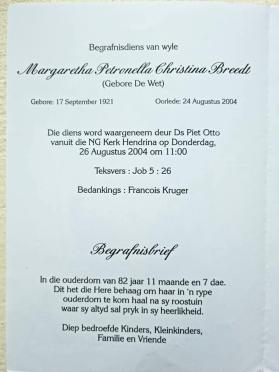 Begrafnisdiens van wyle
Margaretha Petronella Christina Breedt
(Gebore De Wet)
Gebore: 17 September 1921 Oorlede: 24 Augustus 2004
Die diens word waargeneem deur Ds Piet Otto
vanuit die NG Kerk Hendrina op Donderdag,
26 Augustus 2004 om 11:00
Teksvers : Job 5 : 26
Bedankings : Francois Kruger
Begrafnisbrief
In die ouderdom van 82 jaar 11 maande en 7 dae.
Dit het die Here behaag om haar in 'n rype
ouderdom te kom haal na sy roostuin
waar sy altyd sal pryk in sy heerlikheid.
Diep bedroefde Kinders, Kleinkinders,
Familie en Vriende